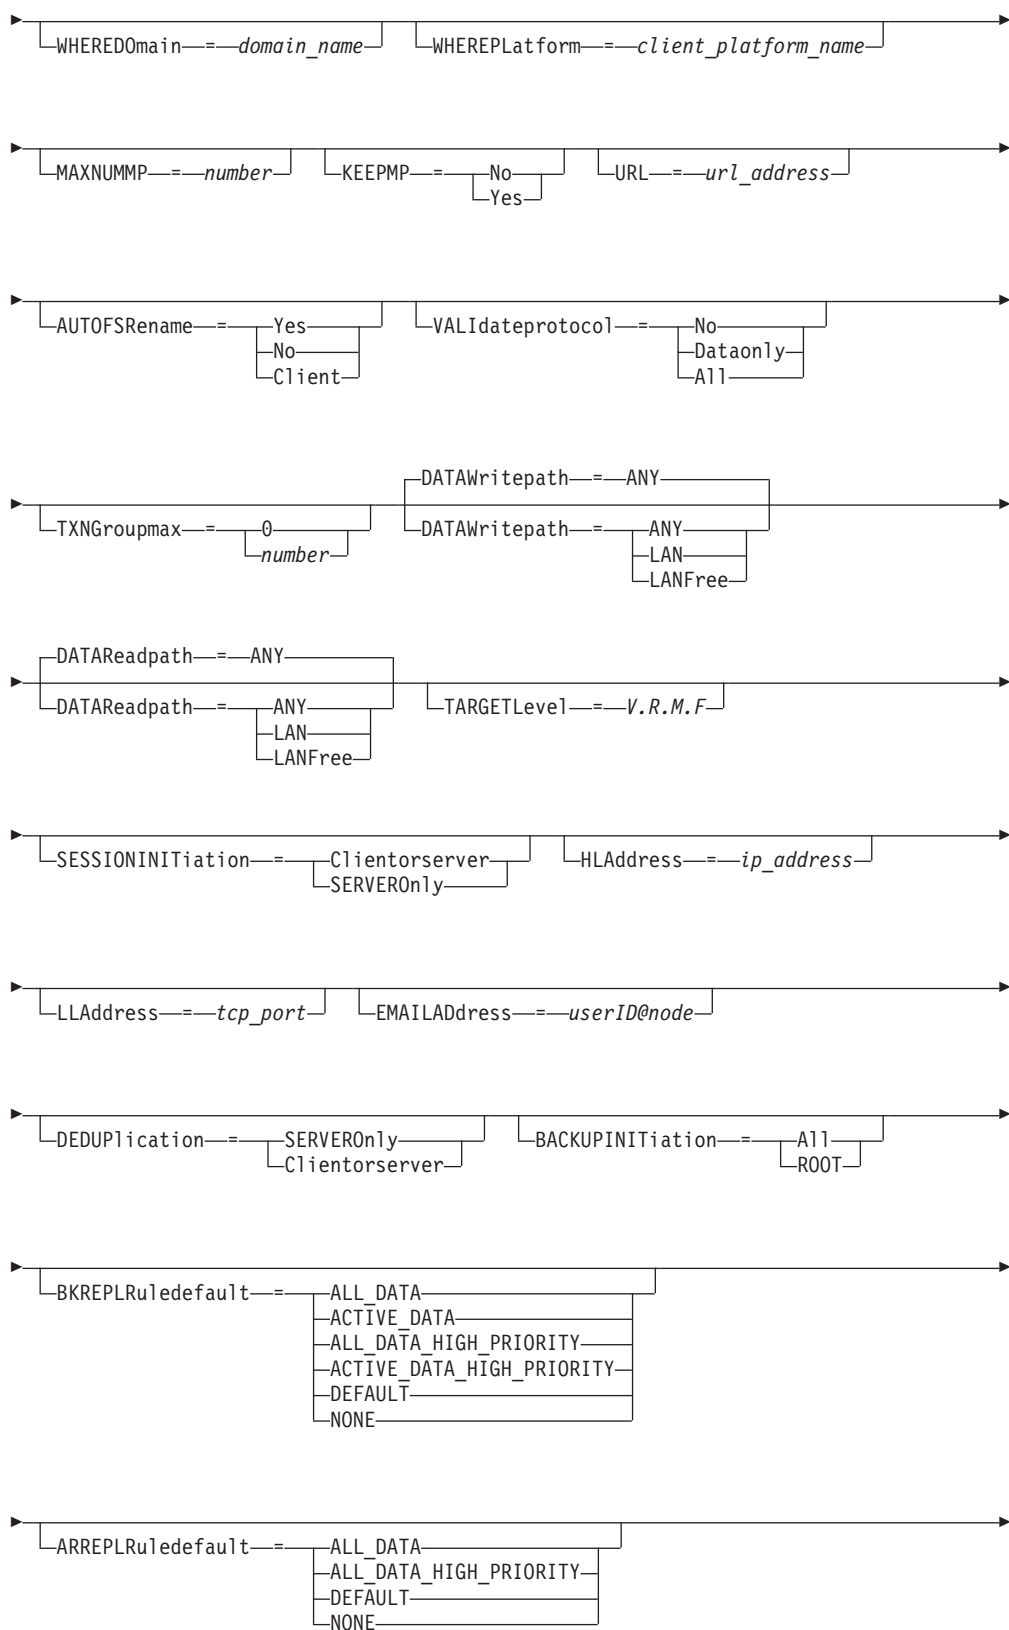 WHEREDOmain = domain_name WHEREPLatform = client_platform_name
MAXNUMMP = number KEEPMP = No URL = url_address
Yes
AUTOFSRename = Yes VALIdateprotocol = No
No Dataonly
Client All
DATAWritepath = ANY
TXNGroupmax = 0 DATAWritepath = ANY
number LAN
LANFree
DATAReadpath = ANY
DATAReadpath = ANY TARGETLevel = V.R.M.F
LAN
LANFree
SESSIONINITiation = Clientorserver HLAddress = ip_address
SERVEROnly
LLAddress = tcp_port EMAILADdress = userID@node
DEDUPlication = SERVEROnly BACKUPINITiation = All
Clientorserver ROOT
BKREPLRuledefault = ALL_DATA
ACTIVE_DATA
ALL_DATA_HIGH_PRIORITY
ACTIVE_DATA_HIGH_PRIORITY
DEFAULT
NONE
ARREPLRuledefault = ALL_DATA
ALL_DATA_HIGH_PRIORITY
DEFAULT
NONE